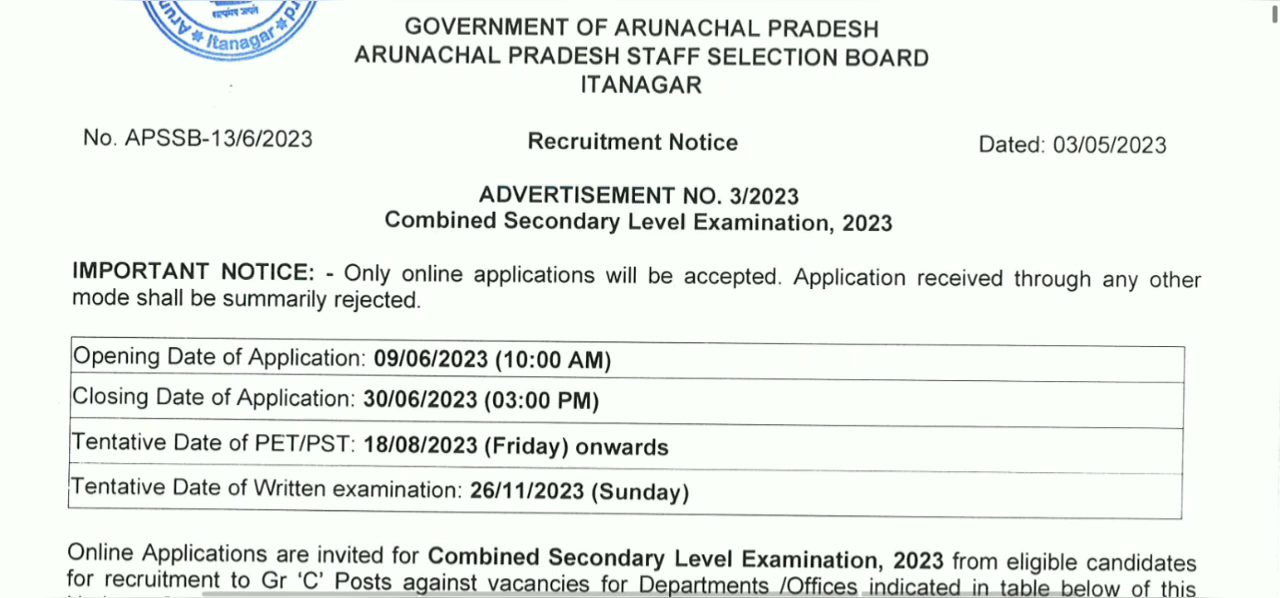 सत्यमेव जयते
Itanagar
GOVERNMENT OF ARUNACHAL PRADESH
ARUNACHAL PRADESH STAFF SELECTION BOARD
ITANAGAR
No. APSSB-13/6/2023 Recruitment Notice Dated: 03/05/2023
ADVERTISEMENT NO. 3/2023
Combined Secondary Level Examination, 2023
IMPORTANT NOTICE: - Only online applications will be accepted. Application received through any other
mode shall be summarily rejected.
Opening Date of Application: 09/06/2023 (10:00 AM)
Closing Date of Application: 30/06/2023 (03:00 PM)
Tentative Date of PET/PST: 18/08/2023 (Friday) onwards
Tentative Date of Written examination: 26/11/2023 (Sunday)
Online Applications are invited for Combined Secondary Level Examination, 2023 from eligible candidates
for recruitment to Gr 'C' Posts against vacancies for Departments /Offices indicated in table below of this